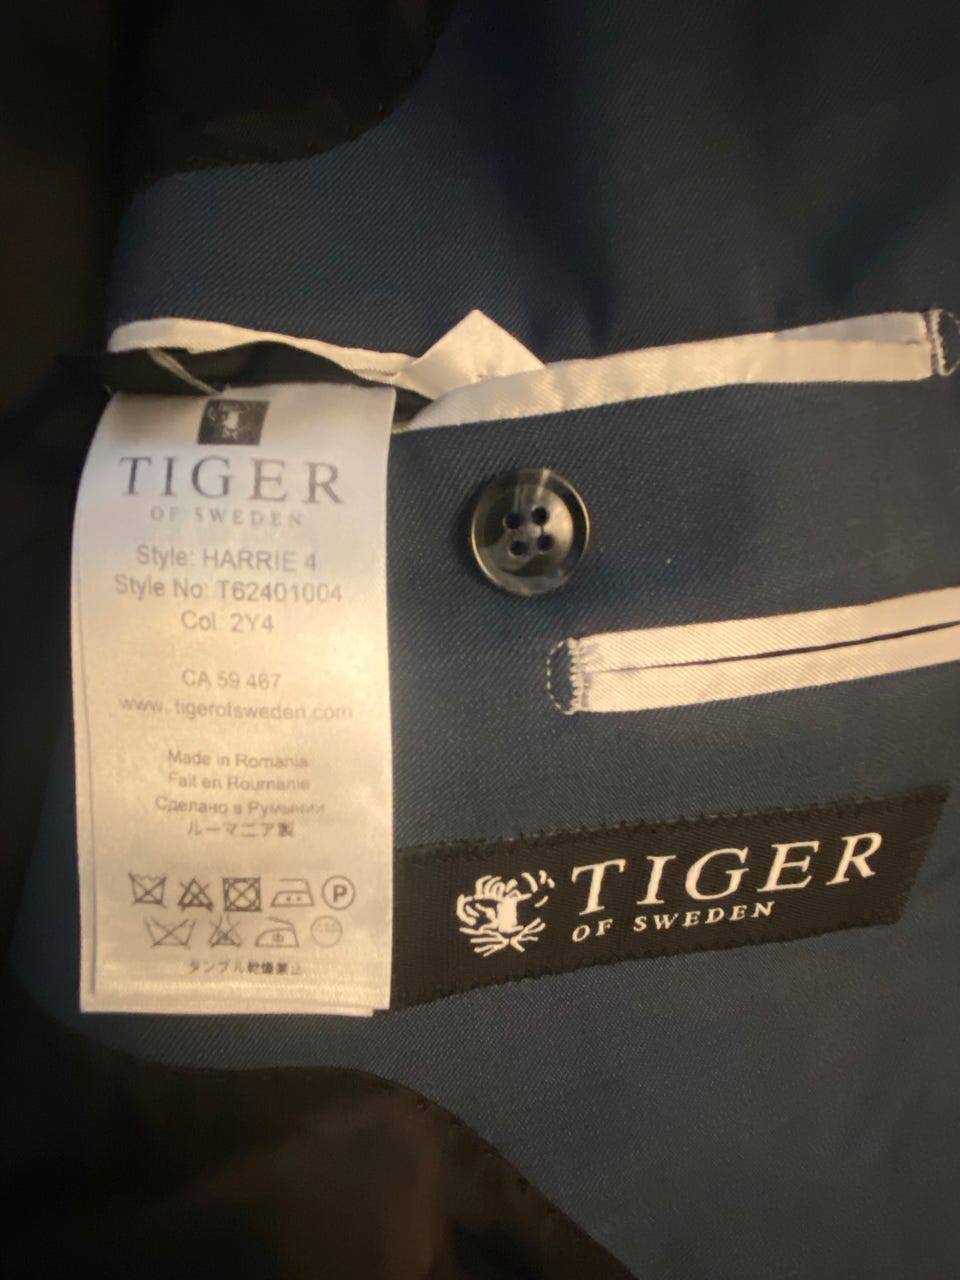 TIGER
OF SWEDEN
Style: HARRIE 4
Style No: T62401004
Col. 2Y4
CA 59 467
www.tigerofsweden.com
Made in Romania
Fait en Roumanie
Сделано в Румынии
ルーマニア製
P
中
タンブル乾燥禁止
TIGER
OF SWEDEN